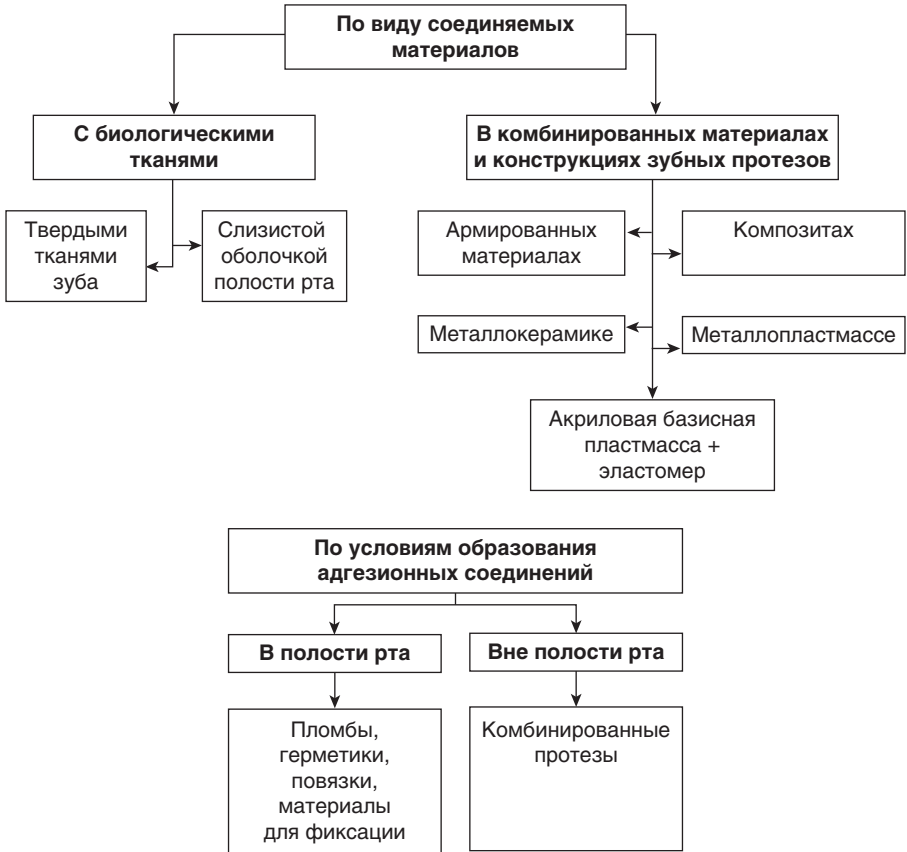 По виду соединяемых
материалов
С биологическими
тканями
В комбинированных материалах
и конструкциях зубных протезов
Твердыми
тканями
зуба
Слизистой
оболочкой
полости рта
Армированных
материалах
Композитах
Металлокерамике
Металлопластмассе
Акриловая базисная
пластмасса +
эластомер
По условиям образования
адгезионных соединений
В полости рта
Вне полости рта
Пломбы,
герметики,
повязки,
материалы
для фиксации
Комбинированные
протезы